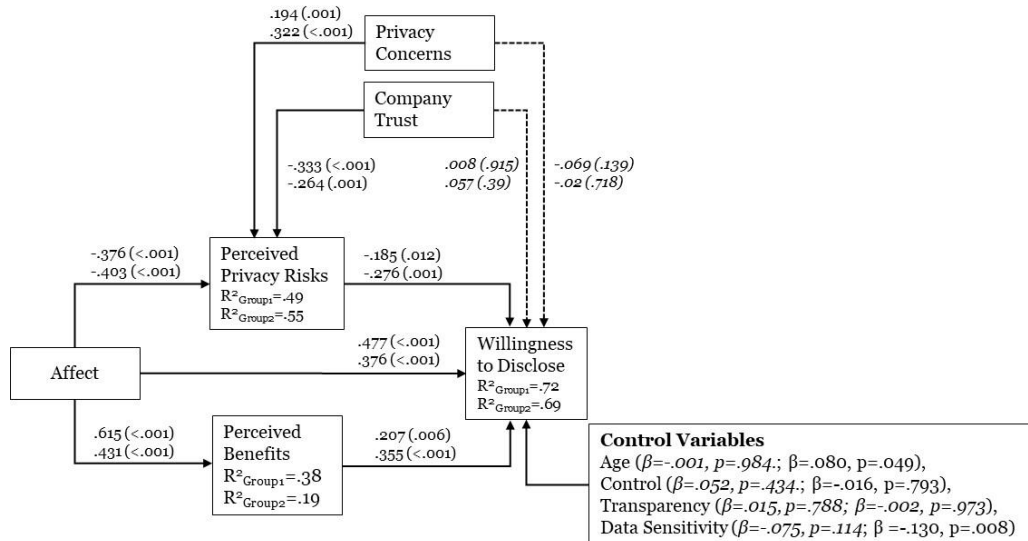 .194 (.001)
.322 (<.001)
Privacy
Concerns
Company
Trust
-.333 (<.001)
-.264 (.001)
.008 (.915)
.057 (.39)
-.069 (.139)
-.02 (.718)
-.376 (<.001)
-.403 (<.001)
Perceived
Privacy Risks
R²Group1=.49
R²Group2=.55
-.185 (.012)
-.276 (.001)
Affect
.477 (<.001)
.376 (<.001)
Willingness
to Disclose
R²Group1=.72
R²Group2=.69
.615 (<.001)
.431 (<.001)
Perceived
Benefits
R²Group1=.38
R²Group2=.19
.207 (.006)
.355 (<.001)
Control Variables
Age (β=-.001, p=.984.; β=.080, p=.049),
Control (β=.052, p=.434.; β=-.016, p=.793),
Transparency (β=.015, p=.788; β=-.002, p=.973),
Data Sensitivity (β=-.075, p=.114; β =-.130, p=.008)